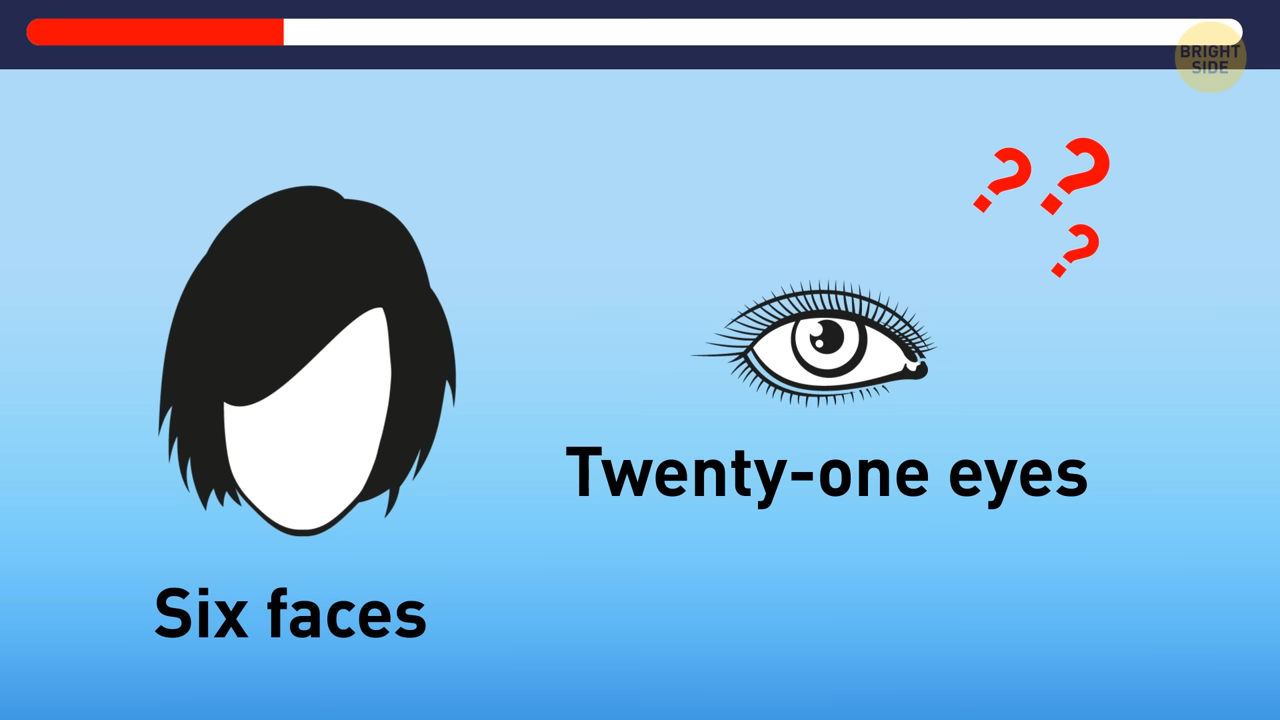 BRIGHT
SIDE
? ?
?
Twenty-one eyes
Six faces